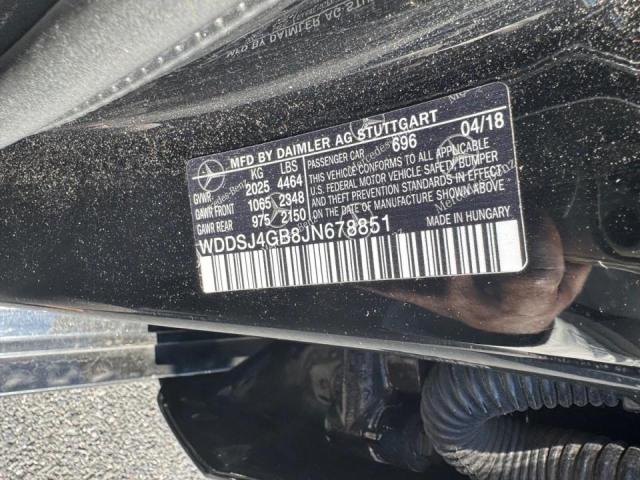 MFD BY DAIMLER AG STUTTGART 04/18
KG LBS PASSENGER CAR 696
GVWR 2025 4464 THIS VEHICLE CONFORMS TO ALL APPLICABLE
GAWR FRONT 1065 2348 U.S. FEDERAL MOTOR VEHICLE SAFETY, BUMPER
GAWR REAR 975 2150 AND THEFT PREVENTION STANDARDS IN EFFECT
ON THE DATE OF MANUFACTURE SHOWN ABOVE.
WDDSJ4GB8JN678851 MADE IN HUNGARY
Mercedes-Benz